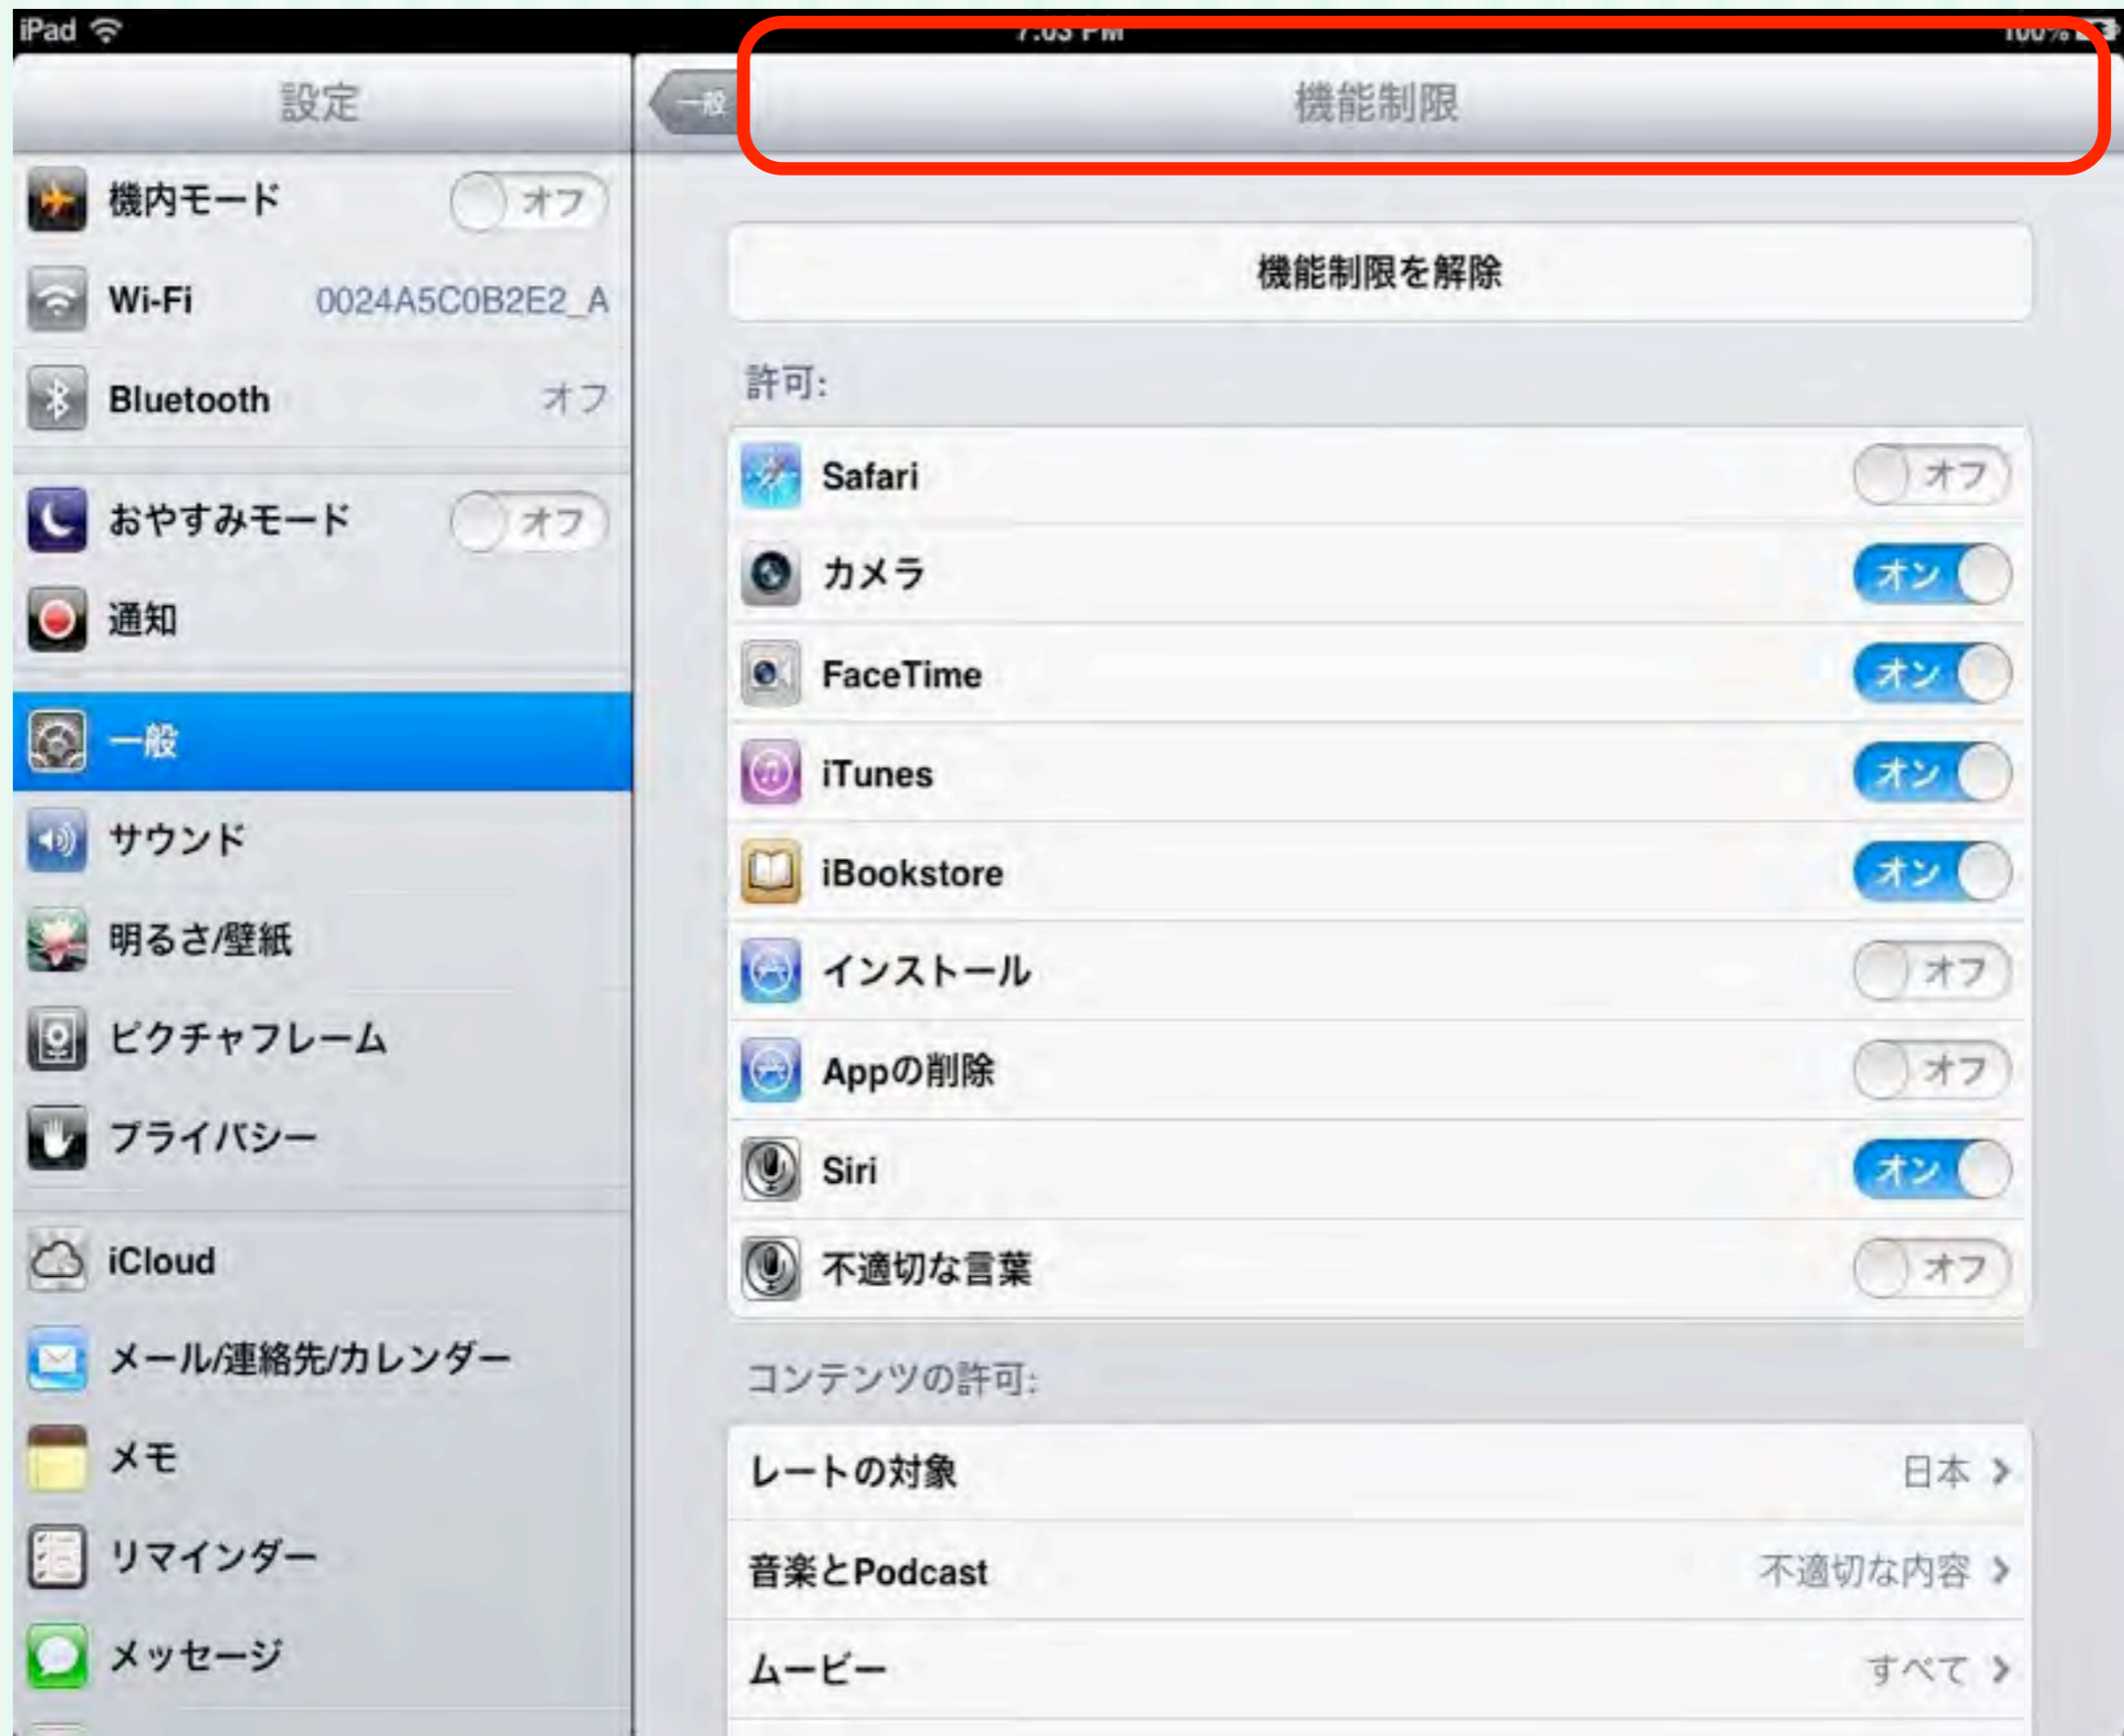 iPad
7:03 PM
100%
設定
機内モード オフ
Wi-Fi 0024A5C0B2E2_A
Bluetooth オフ
おやすみモード オフ
通知
一般
サウンド
明るさ/壁紙
ピクチャフレーム
プライバシー
iCloud
メール/連絡先/カレンダー
メモ
リマインダー
メッセージ
一般
機能制限
機能制限を解除
許可:
Safari オフ
カメラ オン
FaceTime オン
iTunes オン
iBookstore オン
インストール オフ
Appの削除 オフ
Siri オン
不適切な言葉 オフ
コンテンツの許可:
レートの対象 日本
音楽とPodcast 不適切な内容
ムービー すべて